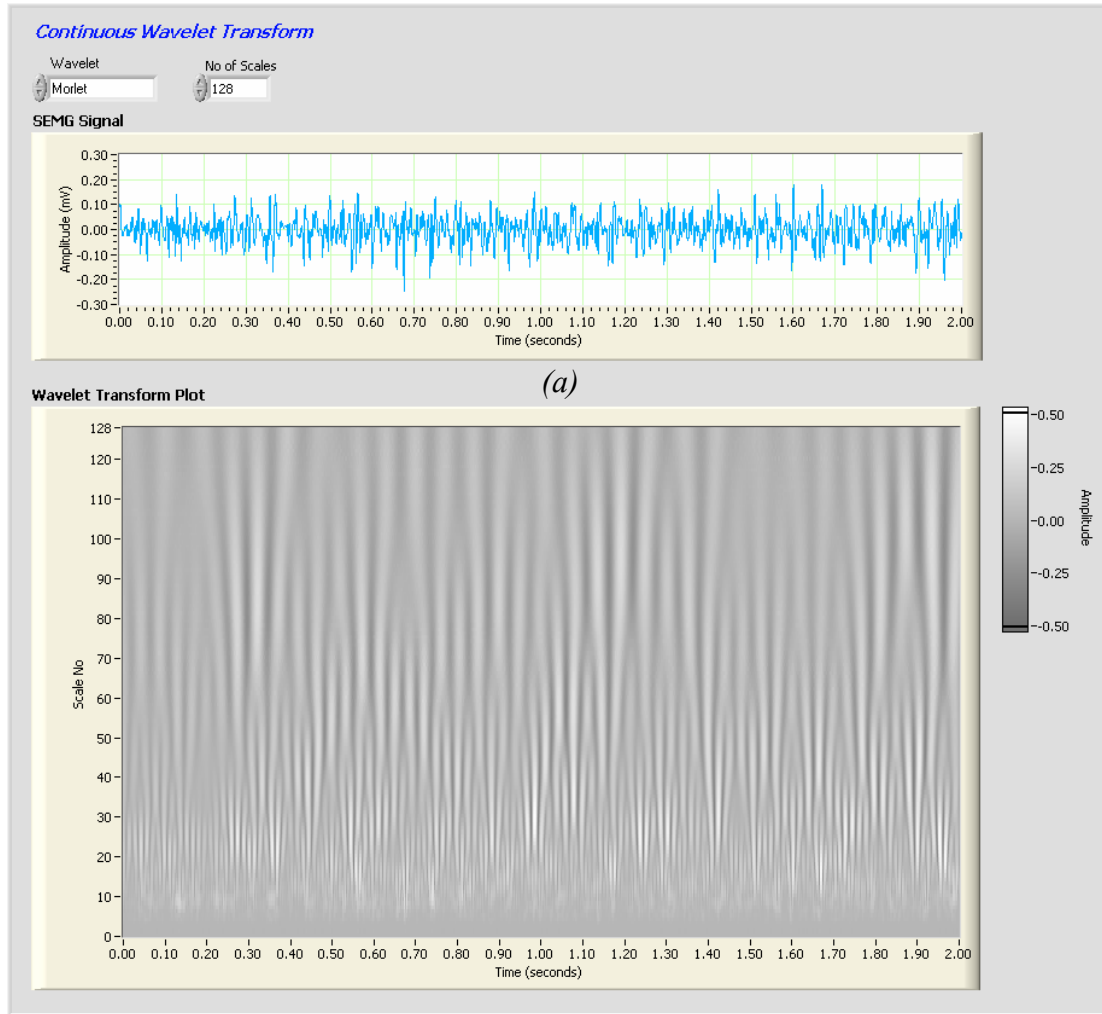 Continuous Wavelet Transform
Wavelet
No of Scales
Morlet
128
SEMG Signal
0.30
0.20
0.10
0.00
-0.10
-0.20
-0.30
Amplitude (mV)
0.00 0.10 0.20 0.30 0.40 0.50 0.60 0.70 0.80 0.90 1.00 1.10 1.20 1.30 1.40 1.50 1.60 1.70 1.80 1.90 2.00
Time (seconds)
(a)
Wavelet Transform Plot
128
120
110
100
90
80
70
60
50
40
30
20
10
0
Scale No
0.00 0.10 0.20 0.30 0.40 0.50 0.60 0.70 0.80 0.90 1.00 1.10 1.20 1.30 1.40 1.50 1.60 1.70 1.80 1.90 2.00
Time (seconds)
-0.50
-0.25
-0.00
--0.25
--0.50
Amplitude